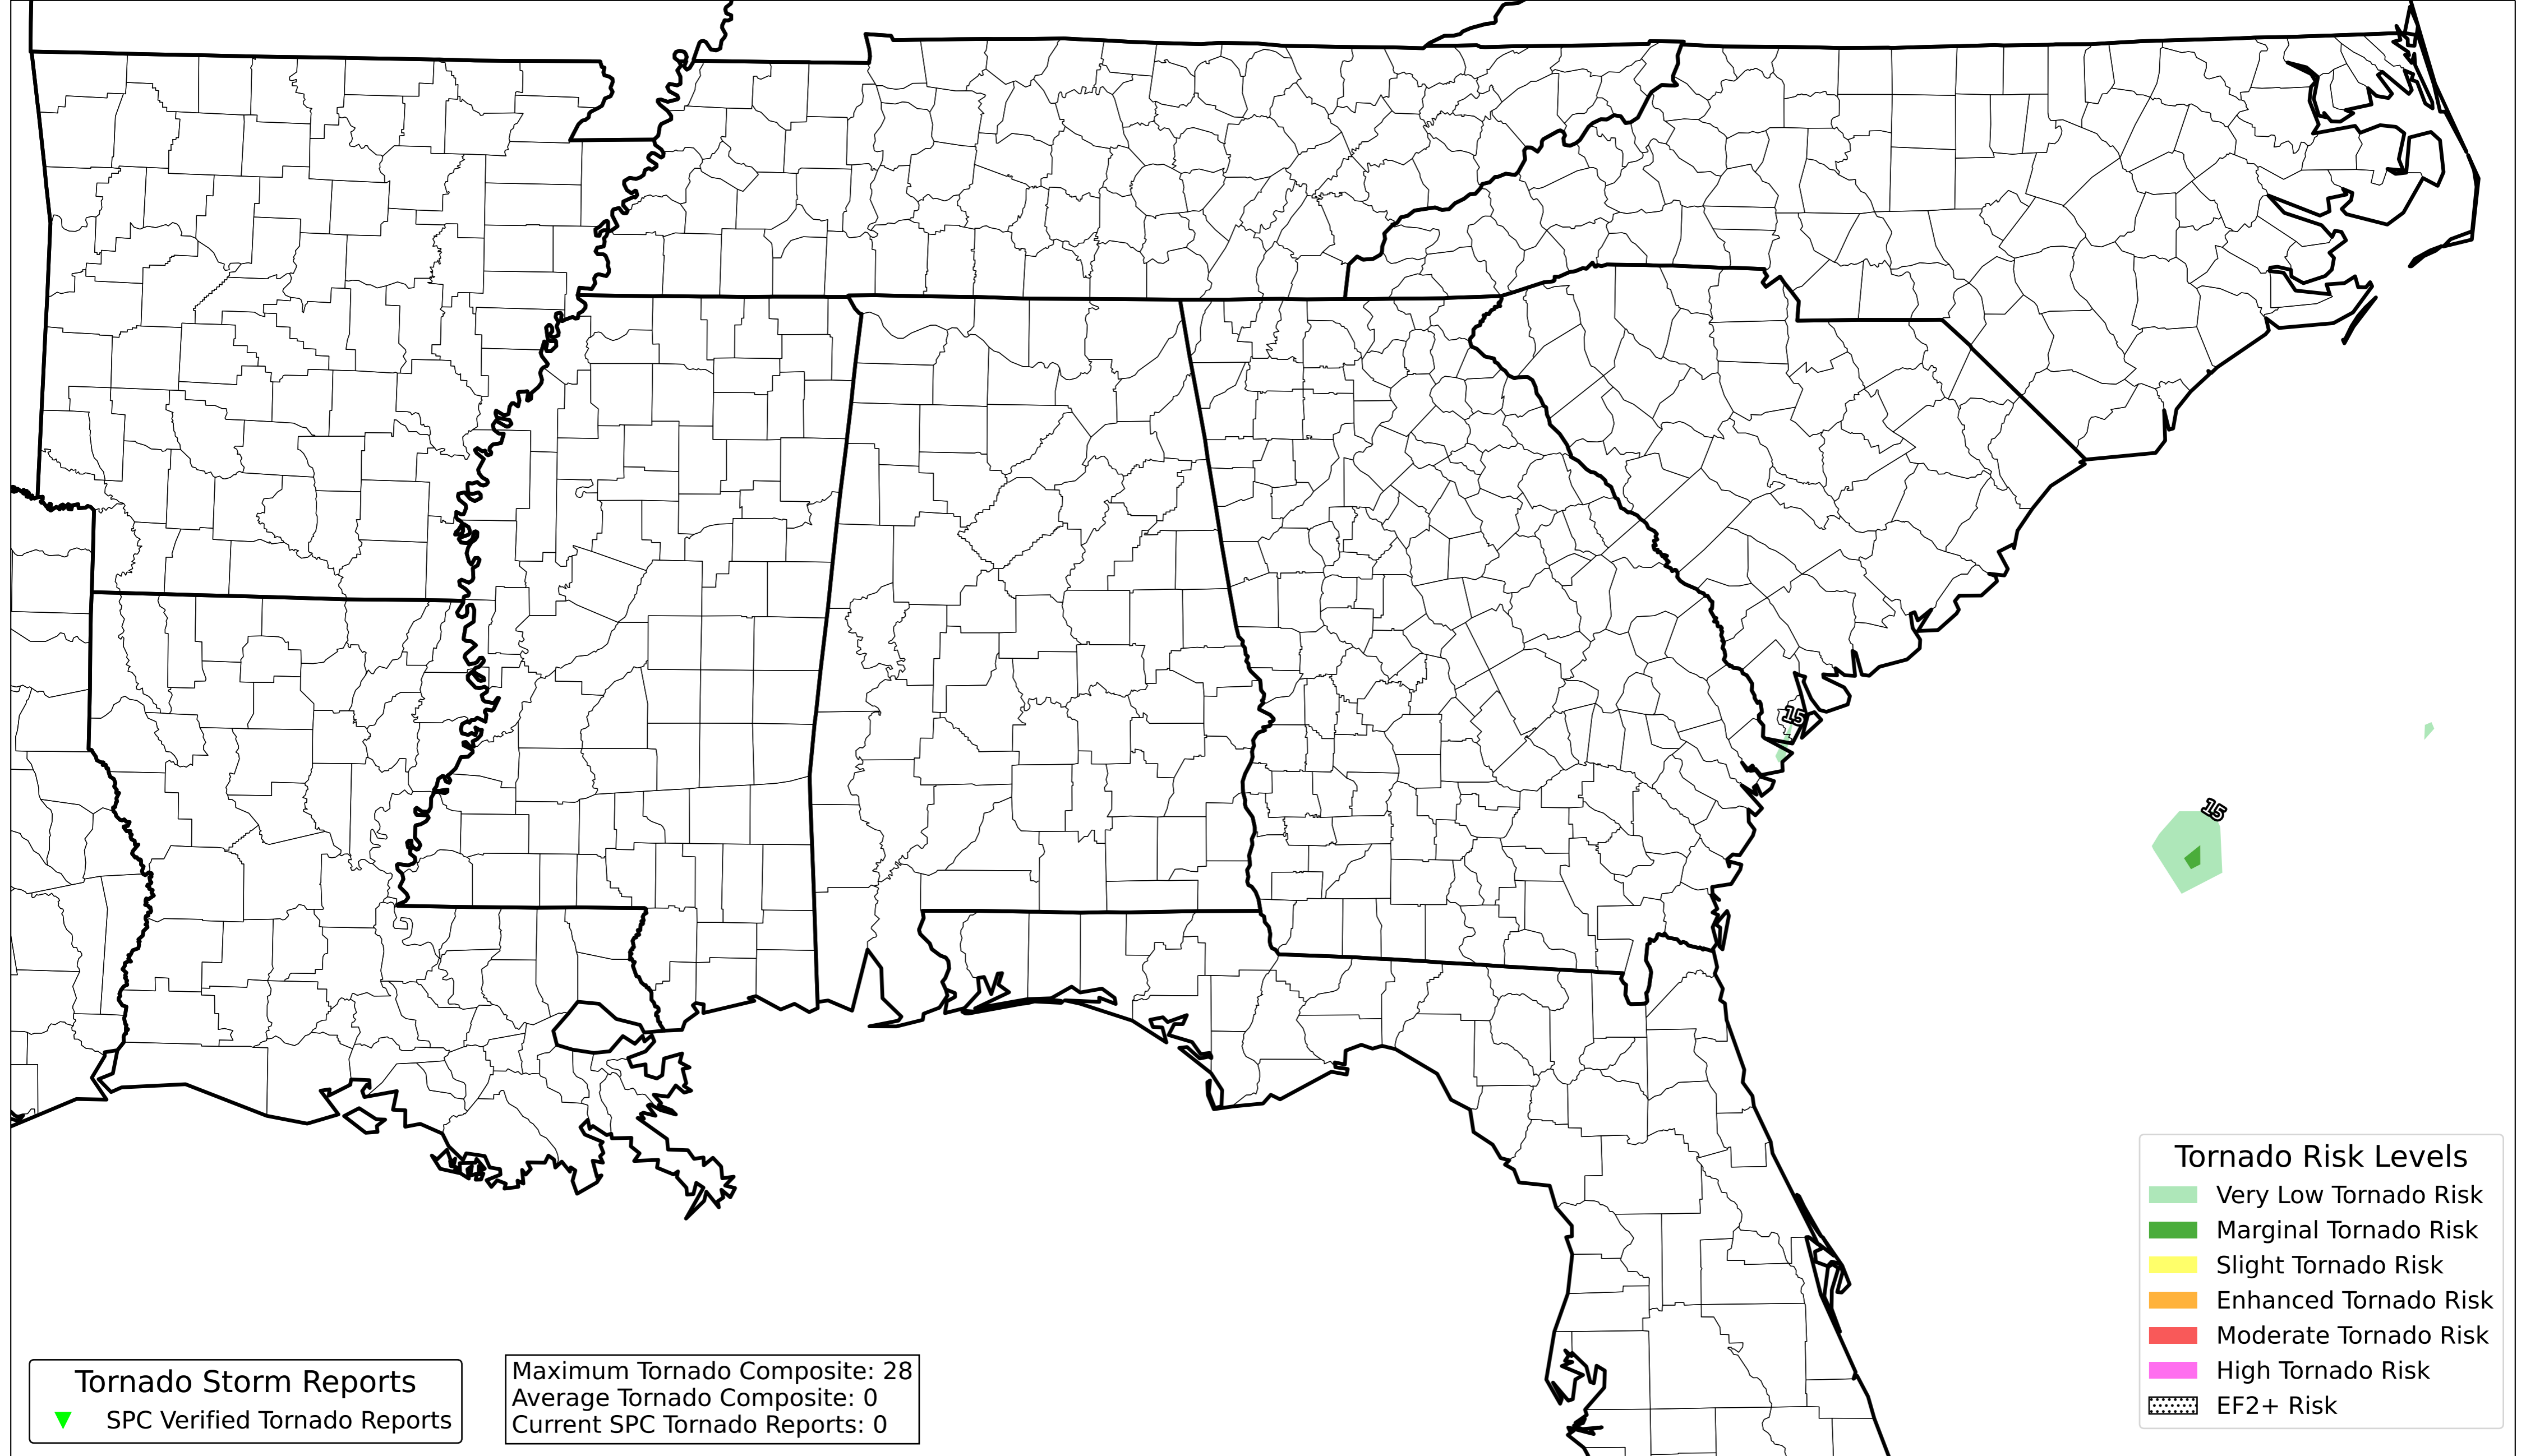 15
15
Tornado Risk Levels
Very Low Tornado Risk
Marginal Tornado Risk
Slight Tornado Risk
Enhanced Tornado Risk
Moderate Tornado Risk
High Tornado Risk
EF2+ Risk
Tornado Storm Reports
SPC Verified Tornado Reports
Maximum Tornado Composite: 28
Average Tornado Composite: 0
Current SPC Tornado Reports: 0